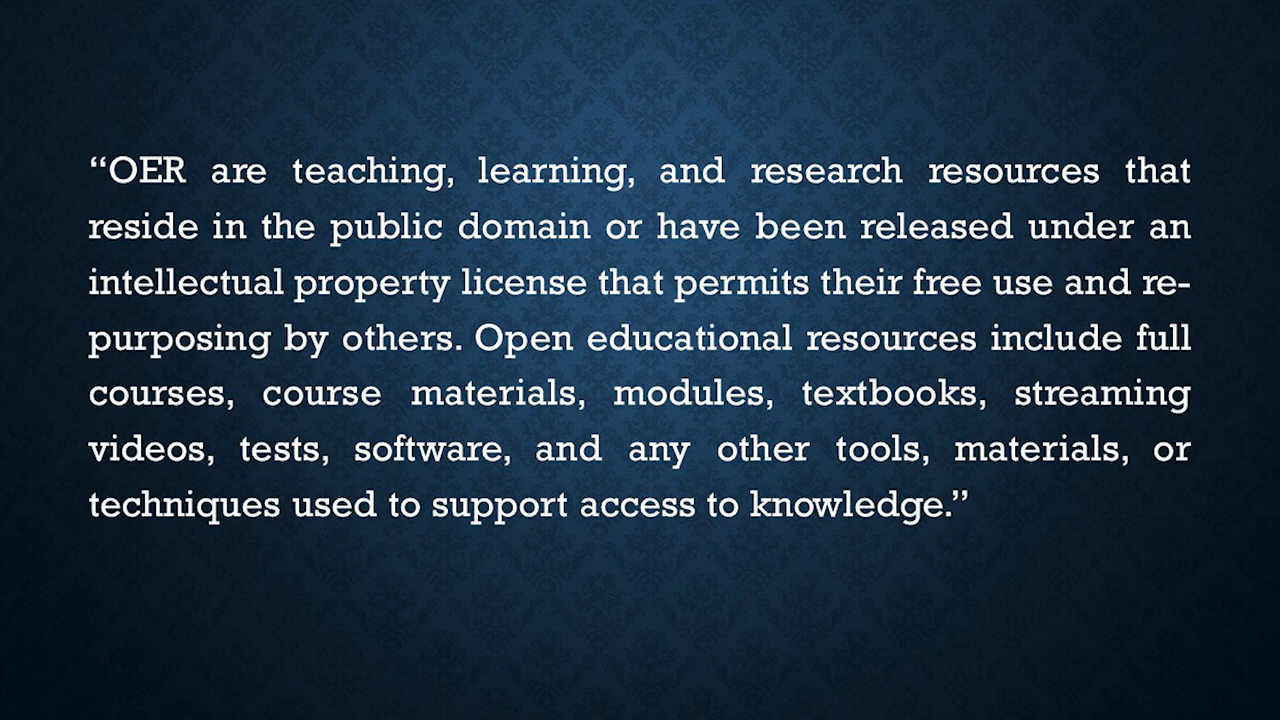 “OER are teaching, learning, and research resources that
reside in the public domain or have been released under an
intellectual property license that permits their free use and re-
purposing by others. Open educational resources include full
courses, course materials, modules, textbooks, streaming
videos, tests, software, and any other tools, materials, or
techniques used to support access to knowledge.”